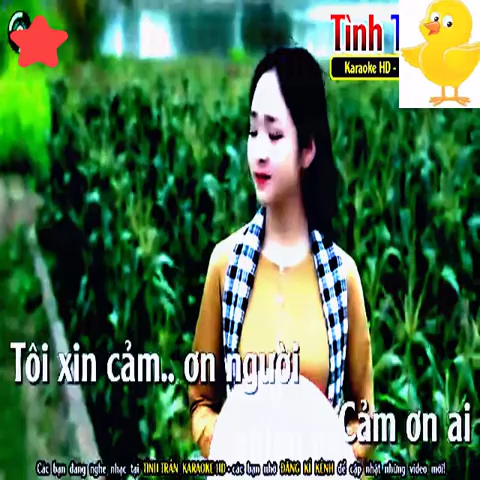 Tình
Karaoke HD -
Tôi xin cảm.. ơn người
Cảm ơn ai
Các bạn đang nghe nhạc tại TÌNH TRẦN KARAOKE HD - các bạn nhớ ĐĂNG KÍ KÊNH để cập nhật những video mới!